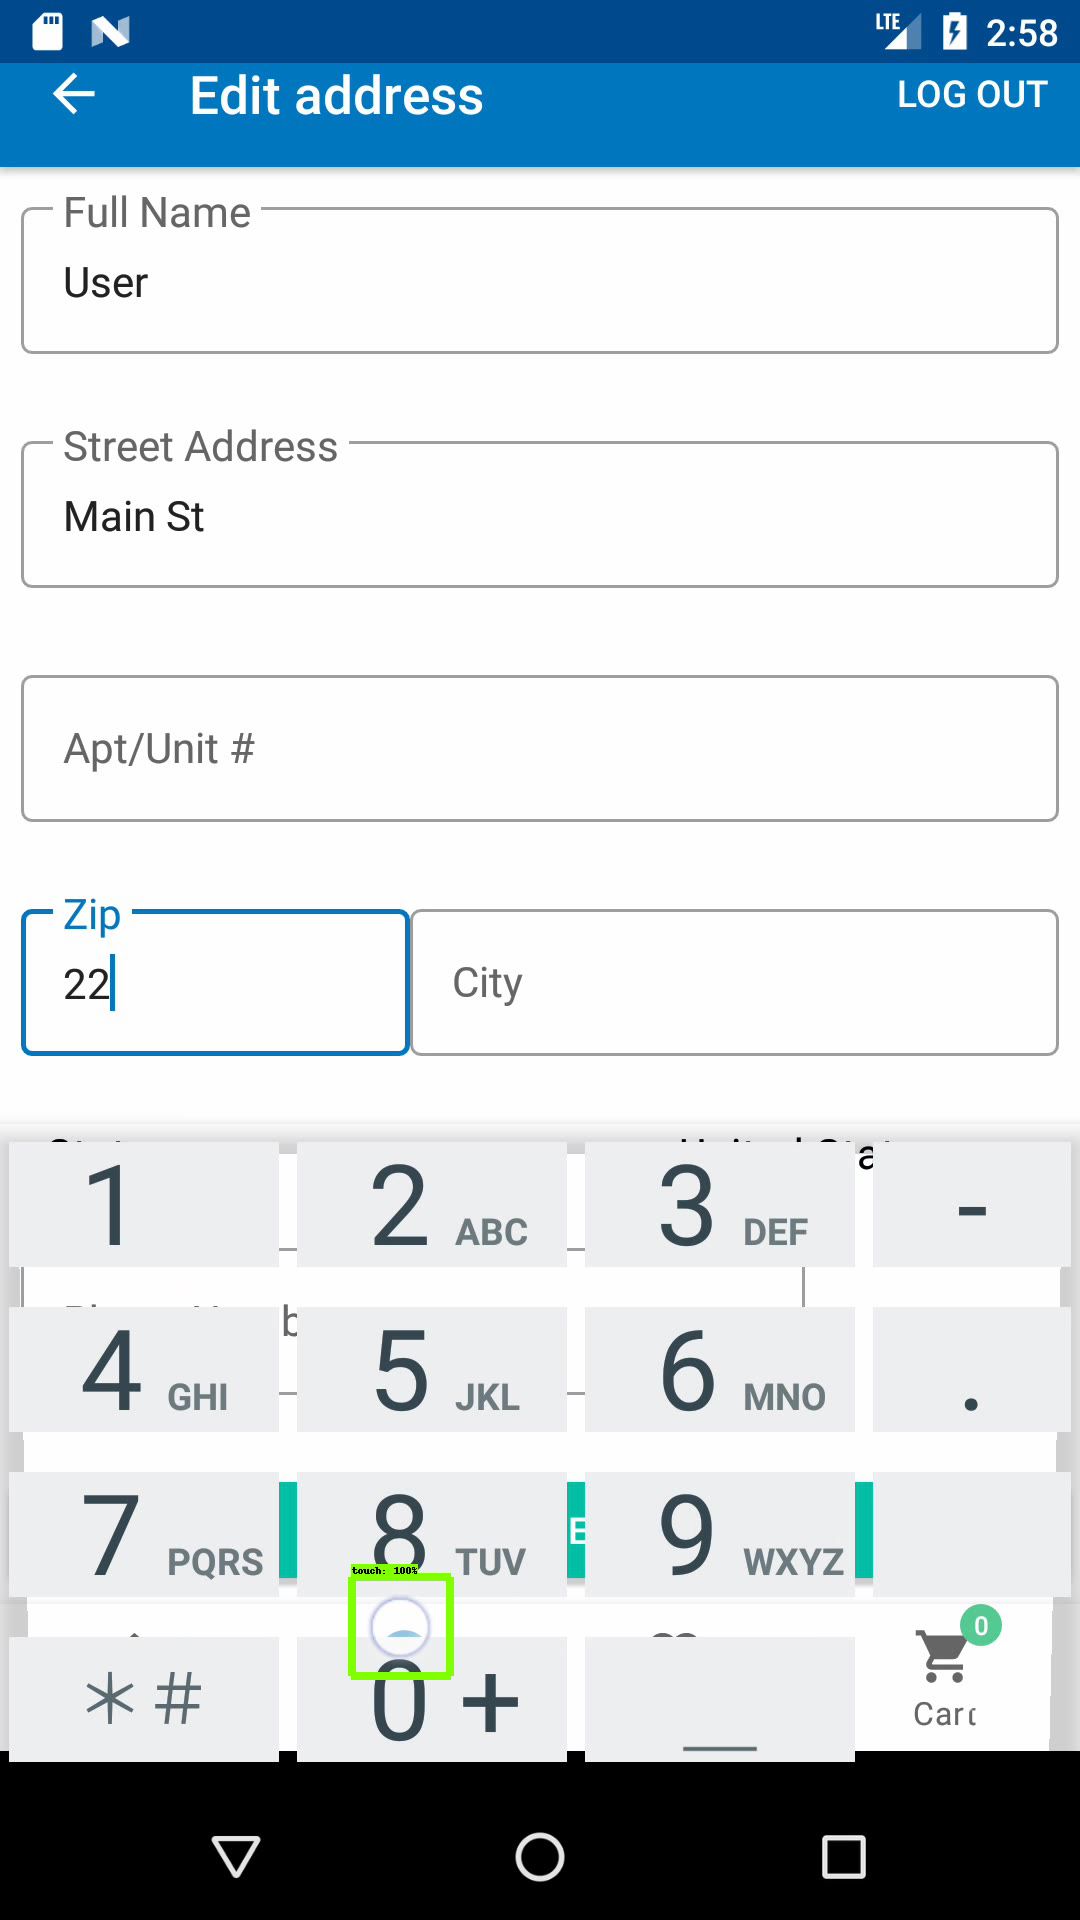 LTE 2:58
Edit address LOG OUT
Full Name
User
Street Address
Main St
Apt/Unit #
Zip
22
City
1
2 ABC
3 DEF
-
4 GHI
5 JKL
6 MNO
.
7 PQRS
8 TUV
9 WXYZ
touch: 100%
* #
0 +
0
Cart